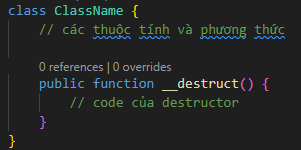 class ClassName {
// các thuộc tính và phương thức
0 references | 0 overrides
public function __destruct() {
// code của destructor
}
}